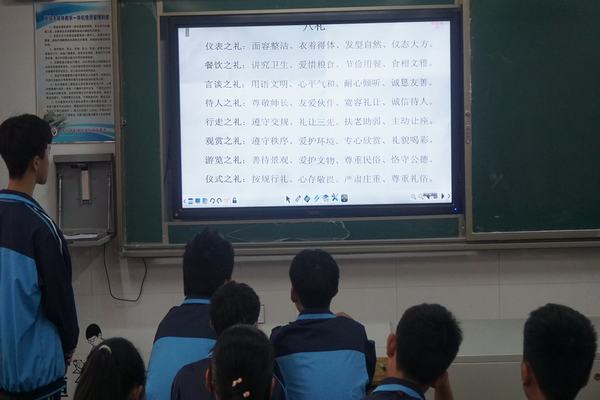 八礼
仪表之礼：面容整洁、衣着得体、发型自然、仪态大方。
餐饮之礼：讲究卫生、爱惜粮食、节俭用餐、食相文雅。
言谈之礼：用语文明、心平气和、耐心倾听、诚恳友善。
待人之礼：尊敬师长、友爱伙伴、宽容礼让、诚信待人。
行走之礼：遵守交规、礼让三先、扶老助弱、主动让座。
观赏之礼：遵守秩序、爱护环境、专心欣赏、礼貌喝彩。
游览之礼：善待景观、爱护文物、尊重民俗、恪守公德。
仪式之礼：按规行礼、心存敬畏、严肃庄重、尊重礼俗。